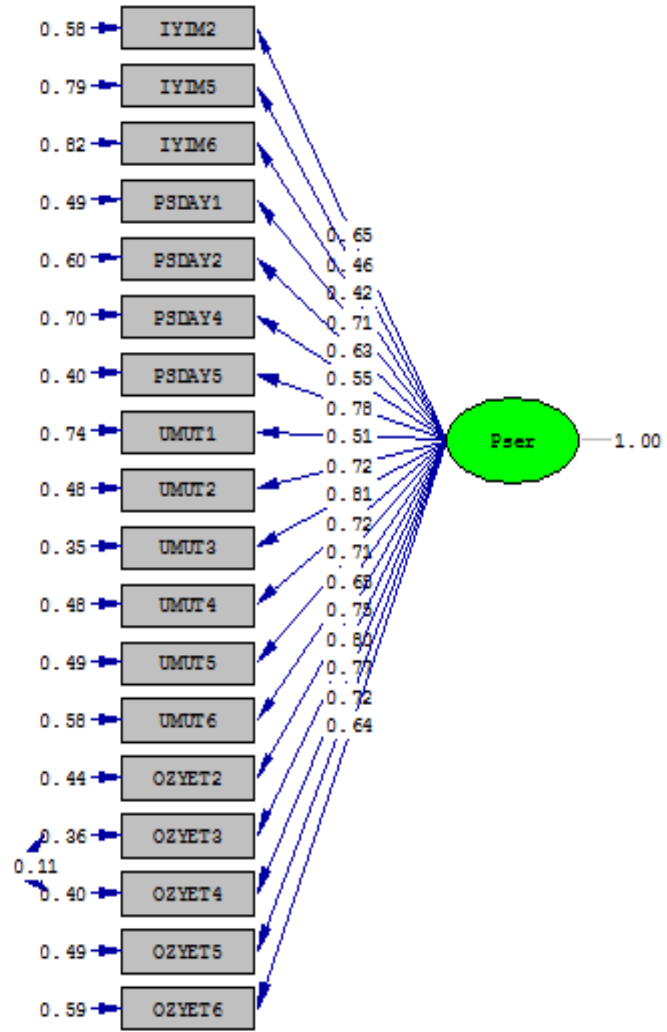 0.58 IYIM2
0.79 IYIM5
0.82 IYIM6
0.49 PSDAY1
0.60 PSDAY2
0.70 PSDAY4
0.40 PSDAY5
0.74 UMUT1
0.48 UMUT2
0.35 UMUT3
0.48 UMUT4
0.49 UMUT5
0.58 UMUT6
0.44 OZYET2
0.36 OZYET3
0.11
0.40 OZYET4
0.49 OZYET5
0.59 OZYET6
0.65
0.46
0.42
0.71
0.63
0.55
0.78
0.51
0.72
0.81
0.72
0.71
0.65
0.75
0.80
0.77
0.72
0.64
Pser 1.00